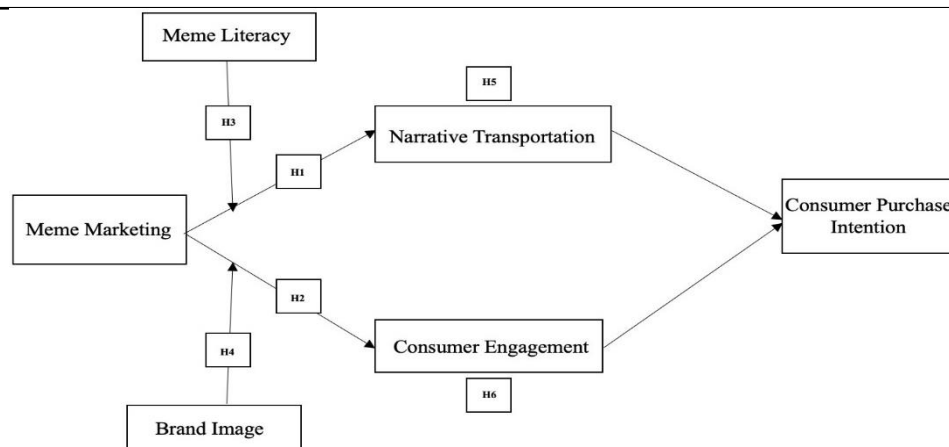 Meme Literacy
H5
H3
Narrative Transportation
H1
Meme Marketing
Consumer Purchase
Intention
H2
H4
Consumer Engagement
H6
Brand Image